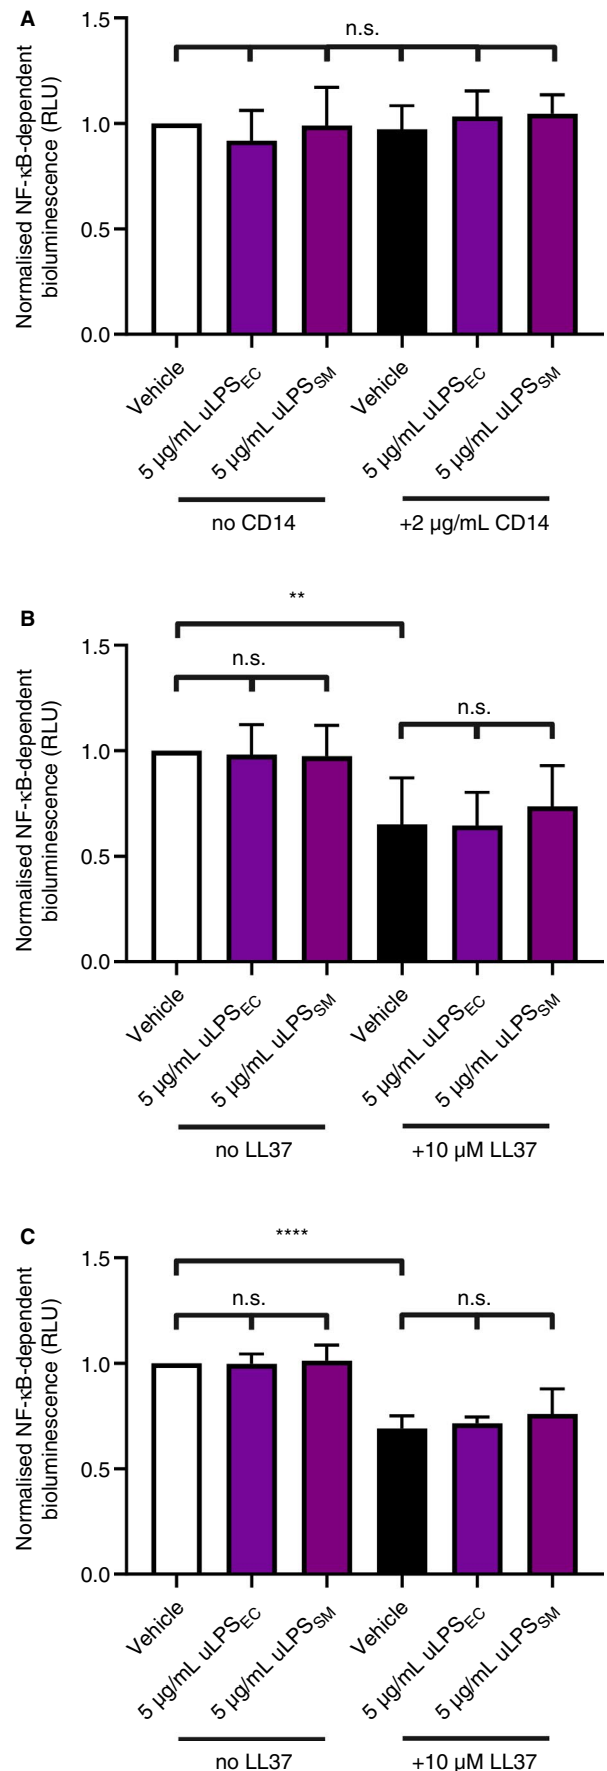 A
n.s.
Normalised NF-κB-dependent
bioluminescence (RLU)
1.5
1.0
0.5
0.0
Vehicle
5 µg/mL uLPSEC
5 µg/mL uLPSSM
Vehicle
5 µg/mL uLPSEC
5 µg/mL uLPSSM
no CD14
+2 µg/mL CD14
B
**
n.s.
n.s.
Normalised NF-κB-dependent
bioluminescence (RLU)
1.5
1.0
0.5
0.0
Vehicle
5 µg/mL uLPSEC
5 µg/mL uLPSSM
Vehicle
5 µg/mL uLPSEC
5 µg/mL uLPSSM
no LL37
+10 µM LL37
C
****
n.s.
n.s.
Normalised NF-κB-dependent
bioluminescence (RLU)
1.5
1.0
0.5
0.0
Vehicle
5 µg/mL uLPSEC
5 µg/mL uLPSSM
Vehicle
5 µg/mL uLPSEC
5 µg/mL uLPSSM
no LL37
+10 µM LL37